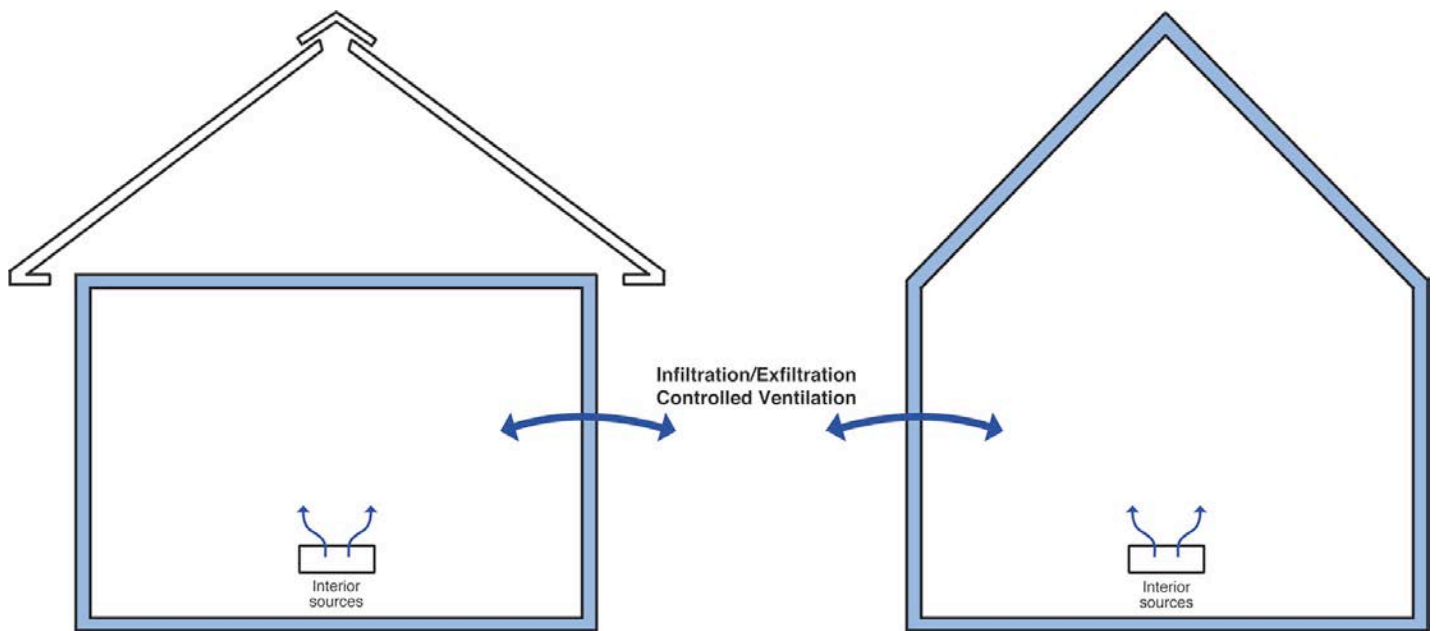 Infiltration/Exfiltration
Controlled Ventilation
Interior
sources
Interior
sources